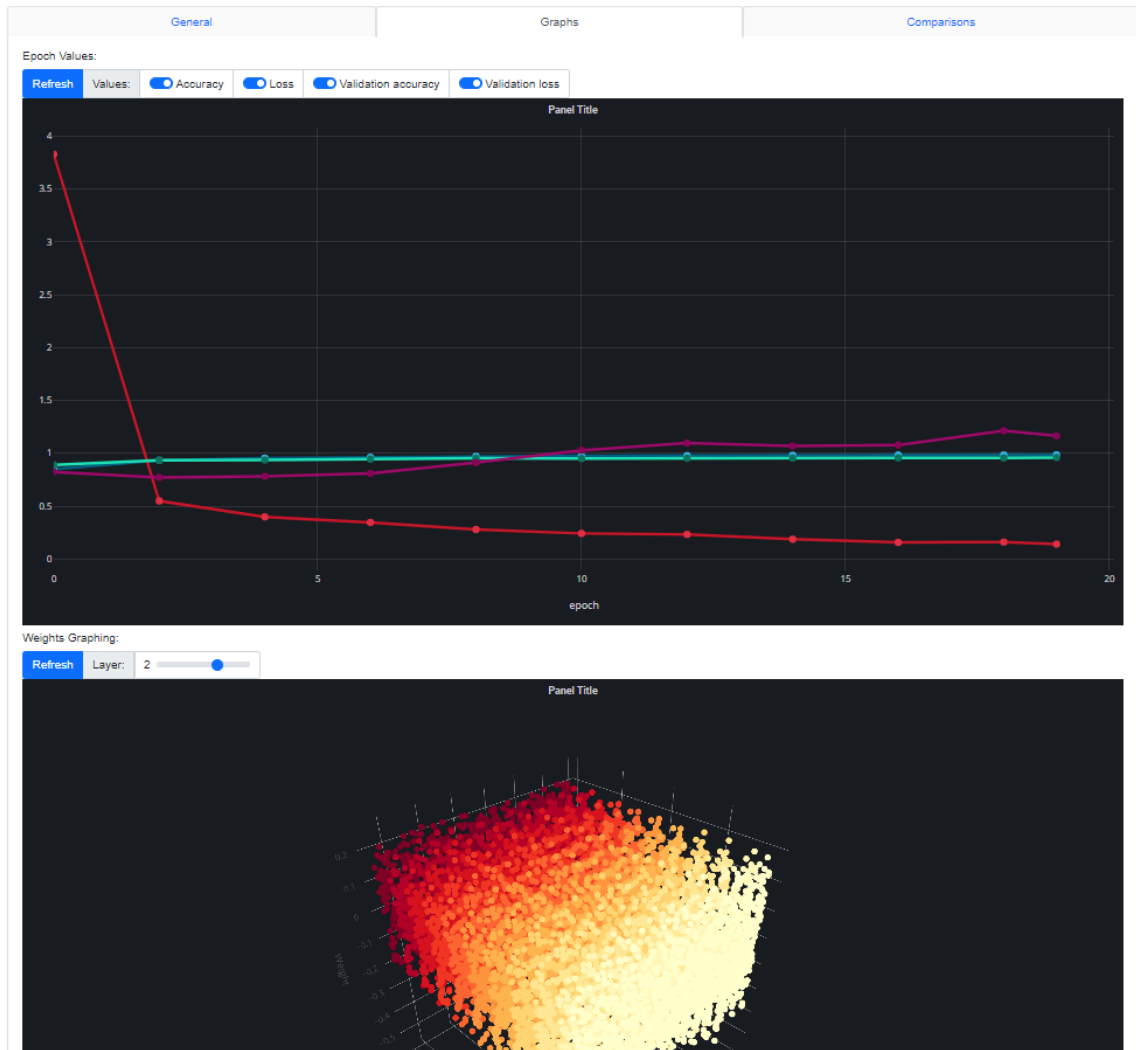 General Graphs Comparisons
Epoch Values:
Refresh Values: Accuracy Loss Validation accuracy Validation loss
Panel Title
4
3.5
3
2.5
2
1.5
1
0.5
0
0 5 10 15 20
epoch
Weights Graphing:
Refresh Layer: 2
Panel Title
0.2
0.1
0
-0.1
-0.2
-0.3
-0.4
-0.5
Weight